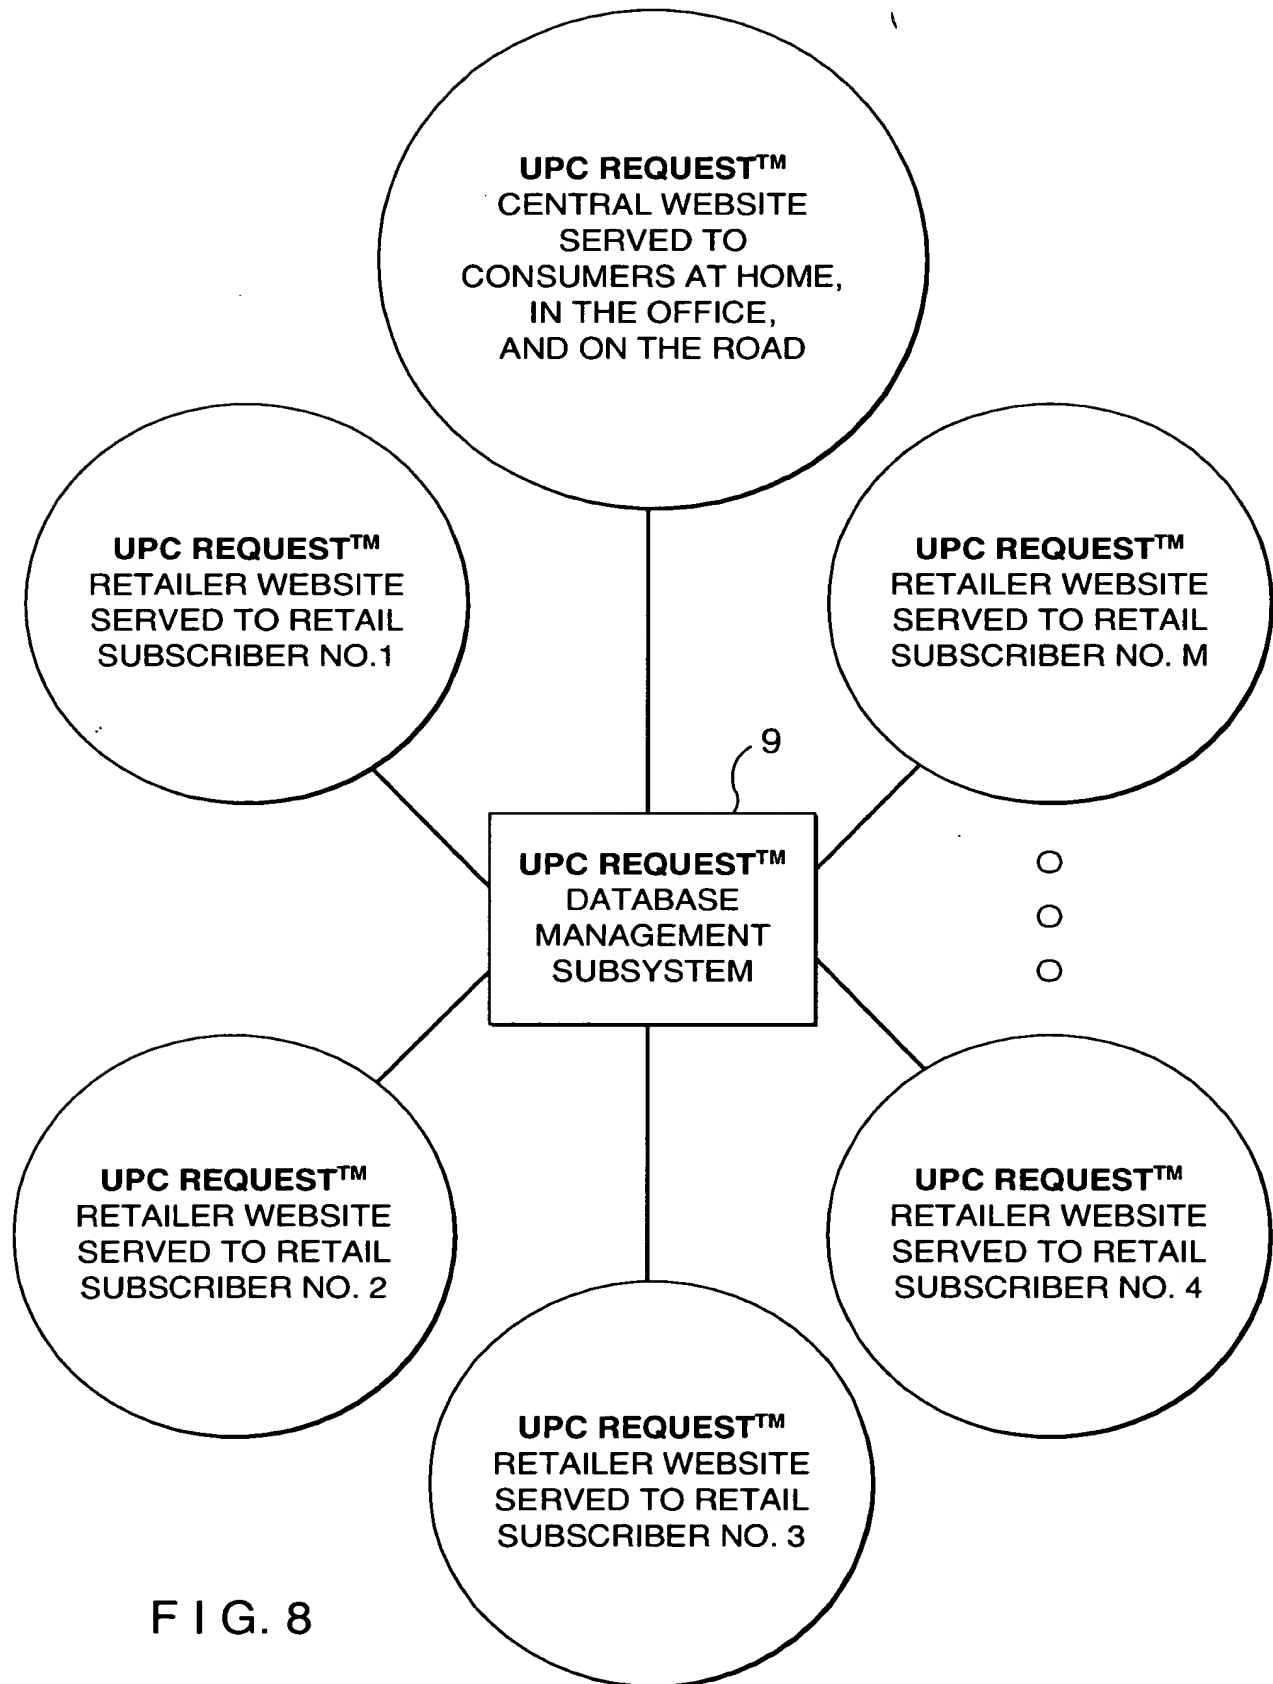 UPC REQUEST™
CENTRAL WEBSITE
SERVED TO
CONSUMERS AT HOME,
IN THE OFFICE,
AND ON THE ROAD
UPC REQUEST™
RETAILER WEBSITE
SERVED TO RETAIL
SUBSCRIBER NO.1
UPC REQUEST™
RETAILER WEBSITE
SERVED TO RETAIL
SUBSCRIBER NO. M
9
UPC REQUEST™
DATABASE
MANAGEMENT
SUBSYSTEM
UPC REQUEST™
RETAILER WEBSITE
SERVED TO RETAIL
SUBSCRIBER NO. 2
UPC REQUEST™
RETAILER WEBSITE
SERVED TO RETAIL
SUBSCRIBER NO. 4
UPC REQUEST™
RETAILER WEBSITE
SERVED TO RETAIL
SUBSCRIBER NO. 3
FIG. 8